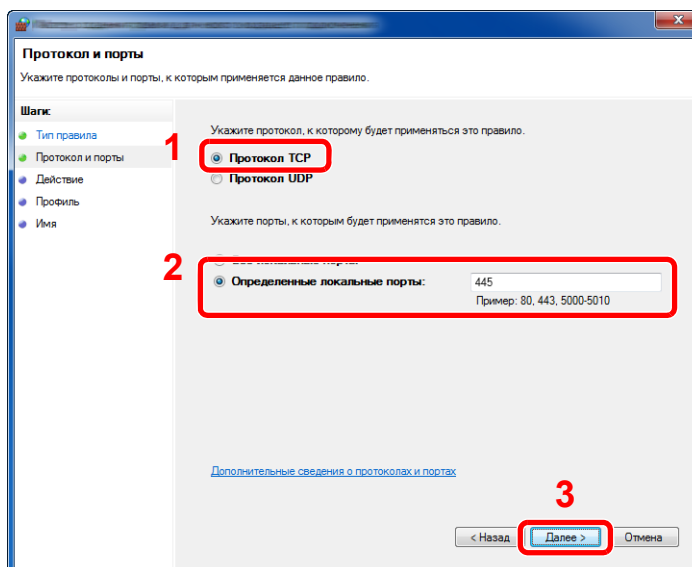 Протокол и порты
Укажите протоколы и порты, к которым применяется данное правило.
Шаги:
Тип правила
Протокол и порты
Действие
Профиль
Имя
Укажите протокол, к которому будет применяться это правило.
1
Протокол TCP
Протокол UDP
Укажите порты, к которым будет применятся это правило.
2
Определенные локальные порты:
445
Пример: 80, 443, 5000-5010
Дополнительные сведения о протоколах и портах
3
< Назад
Далее >
Отмена